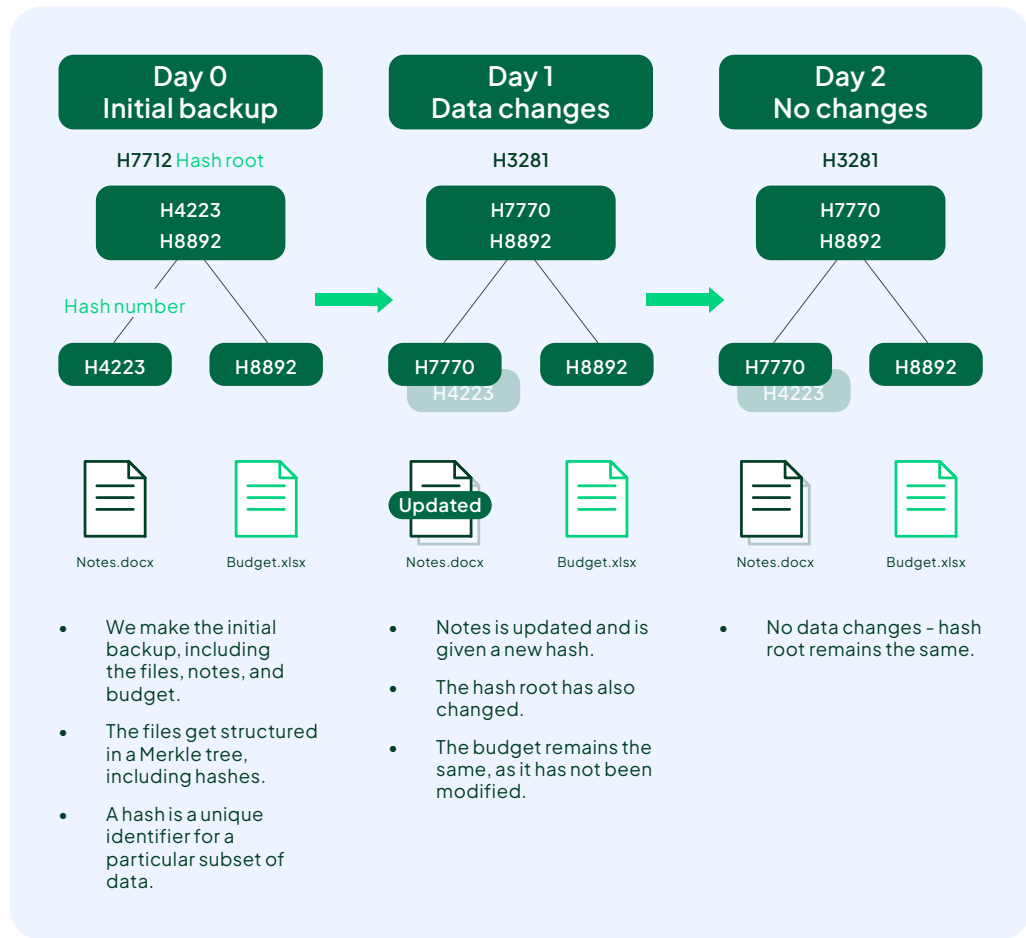 Day 0
Initial backup
H7712 Hash root
H4223
H8892
Hash number
H4223
H8892
Notes.docx
Budget.xlsx
• We make the initial
backup, including
the files, notes, and
budget.
• The files get structured
in a Merkle tree,
including hashes.
• A hash is a unique
identifier for a
particular subset of
data.
Day 1
Data changes
H3281
H7770
H8892
H7770
H4223
H8892
Updated
Notes.docx
Budget.xlsx
• Notes is updated and is
given a new hash.
• The hash root has also
changed.
• The budget remains the
same, as it has not been
modified.
Day 2
No changes
H3281
H7770
H8892
H7770
H4223
H8892
Notes.docx
Budget.xlsx
• No data changes - hash
root remains the same.